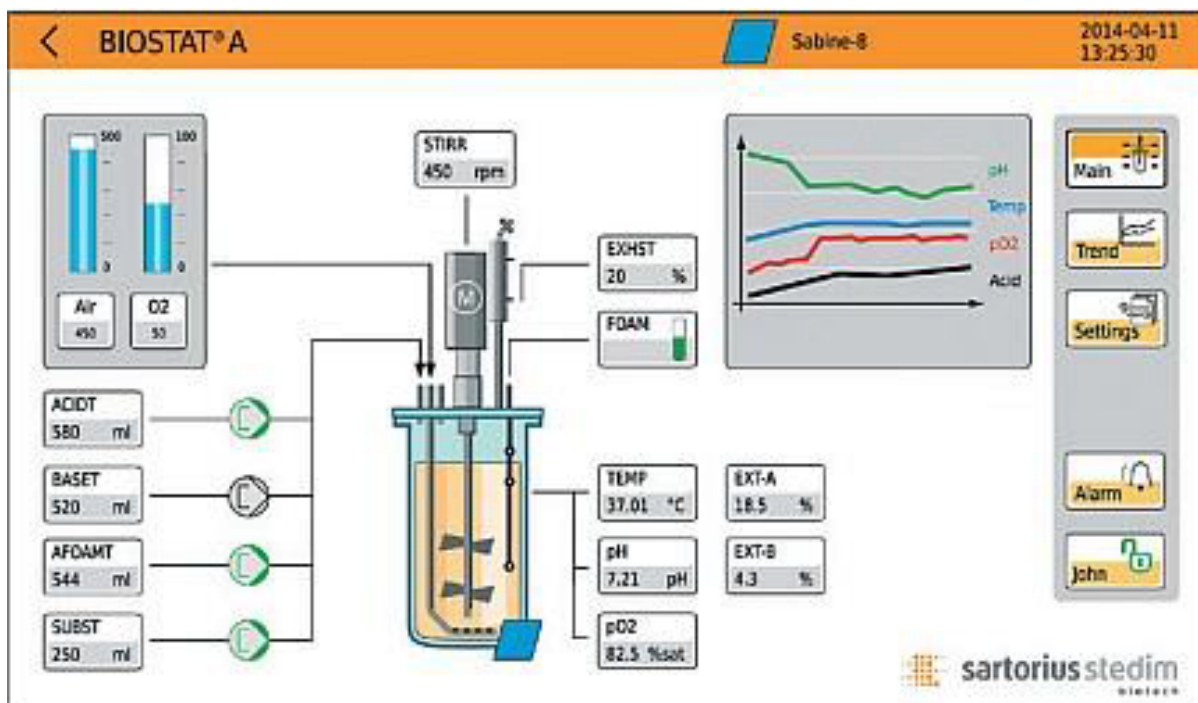 BIOSTAT®A
Sabine-8
2014-04-11
13:25:30
500
100
0
0
Air
450
O2
50
STIRR
450 rpm
M
EXHST
20 %
FOAM
pH
Temp
pO2
Acid
Main
Trend
Settings
Alarm
John
ACIDT
580 ml
BASET
520 ml
AFOAMT
544 ml
SUBST
250 ml
TEMP
37.01 °C
EXT-A
18.5 %
pH
7.21 pH
EXT-B
4.3 %
pO2
82.5 %sat
sartorius stedim
biotech